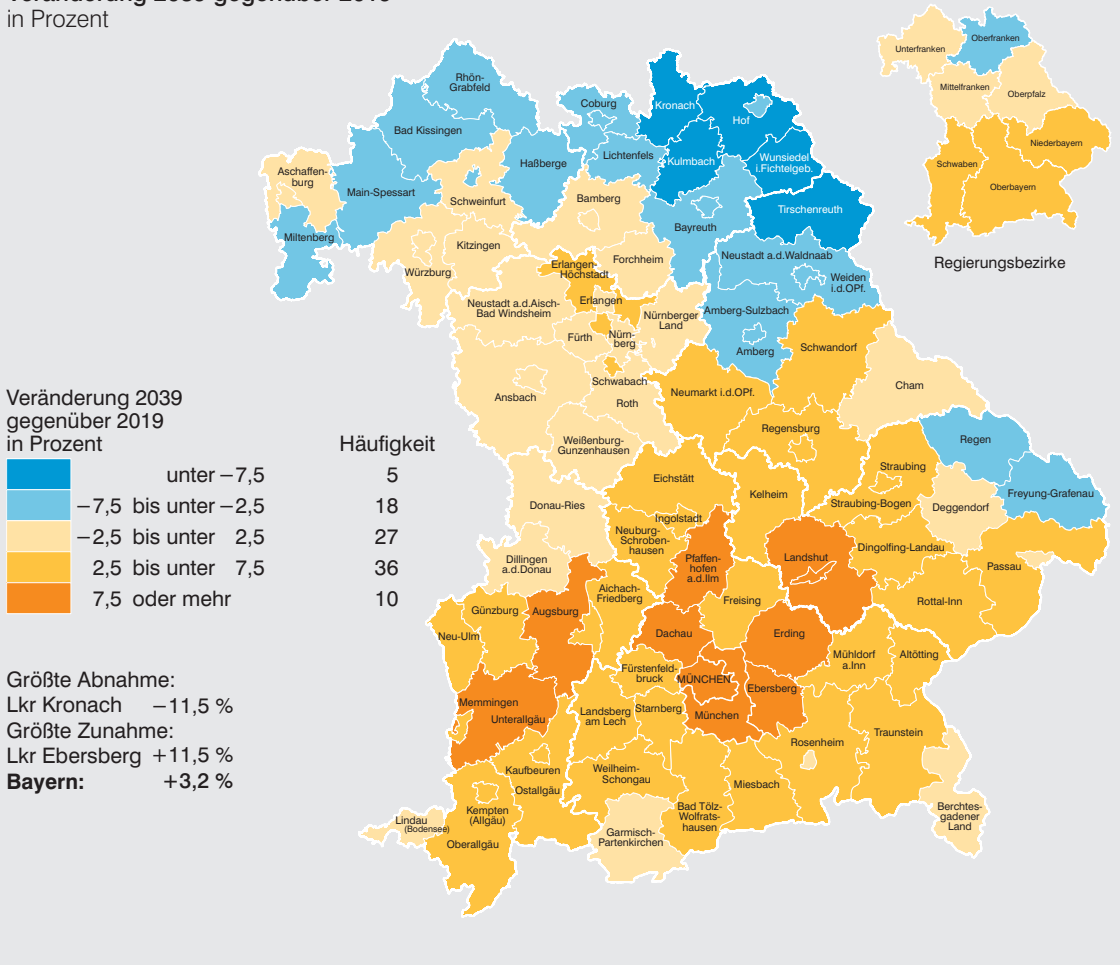 in Prozent
Unterfranken
Oberfranken
Mittelfranken
Oberpfalz
Niederbayern
Schwaben
Oberbayern
Regierungsbezirke
Rhön-
Grabfeld
Bad Kissingen
Coburg
Kronach
Hof
Lichtenfels
Kulmbach
Wunsiedel
i.Fichtelgeb.
Haßberge
Aschaffen-
burg
Main-Spessart
Schweinfurt
Bamberg
Bayreuth
Tirschenreuth
Miltenberg
Kitzingen
Würzburg
Forchheim
Erlangen-
Höchstadt
Neustadt a.d.Waldnaab
Weiden
i.d.OPf.
Neustadt a.d.Aisch-
Bad Windsheim
Erlangen
Nürnberger
Land
Amberg-Sulzbach
Fürth
Nürn-
berg
Amberg
Schwandorf
Ansbach
Schwabach
Roth
Neumarkt i.d.OPf.
Cham
Weißenburg-
Gunzenhausen
Regensburg
Regen
Freyung-Grafenau
Eichstätt
Kelheim
Straubing
Straubing-Bogen
Deggendorf
Donau-Ries
Ingolstadt
Neuburg-
Schroben-
hausen
Pfaffen-
hofen
a.d.Ilm
Landshut
Dingolfing-Landau
Passau
Dillingen
a.d.Donau
Aichach-
Friedberg
Freising
Rottal-Inn
Günzburg
Augsburg
Neu-Ulm
Dachau
Erding
Mühldorf
a.Inn
Altötting
Fürstenfeld-
bruck
MÜNCHEN
Ebersberg
Memmingen
Unterallgäu
Landsberg
am Lech
Starnberg
München
Rosenheim
Traunstein
Kaufbeuren
Ostallgäu
Weilheim-
Schongau
Miesbach
Bad Tölz-
Wolfrats-
hausen
Kempten
(Allgäu)
Lindau
(Bodensee)
Oberallgäu
Garmisch-
Partenkirchen
Berchtes-
gadener
Land
Veränderung 2039
gegenüber 2019
in Prozent Häufigkeit
unter −7,5 5
−7,5 bis unter −2,5 18
−2,5 bis unter 2,5 27
2,5 bis unter 7,5 36
7,5 oder mehr 10
Größte Abnahme:
Lkr Kronach −11,5 %
Größte Zunahme:
Lkr Ebersberg +11,5 %
Bayern: +3,2 %